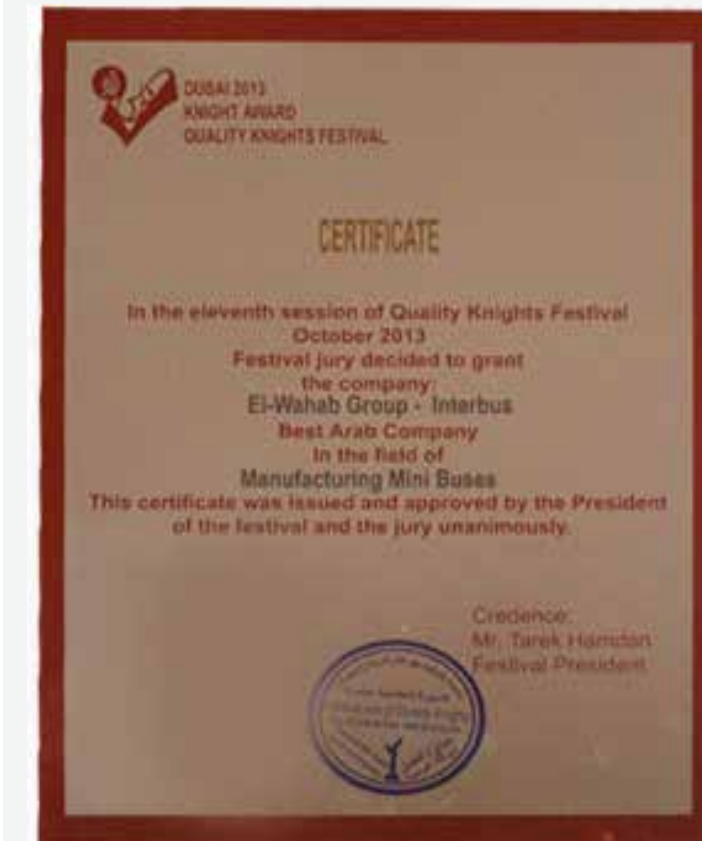 DUBAI 2013
KNIGHT AWARD
QUALITY KNIGHTS FESTIVAL
CERTIFICATE
In the eleventh session of Quality Knights Festival
October 2013
Festival jury decided to grant
the company:
El-Wahab Group - Interbus
Best Arab Company
In the field of
Manufacturing Mini Buses
This certificate was issued and approved by the President
of the festival and the jury unanimously.
Credence:
Mr. Tarek Hamdan
Festival President